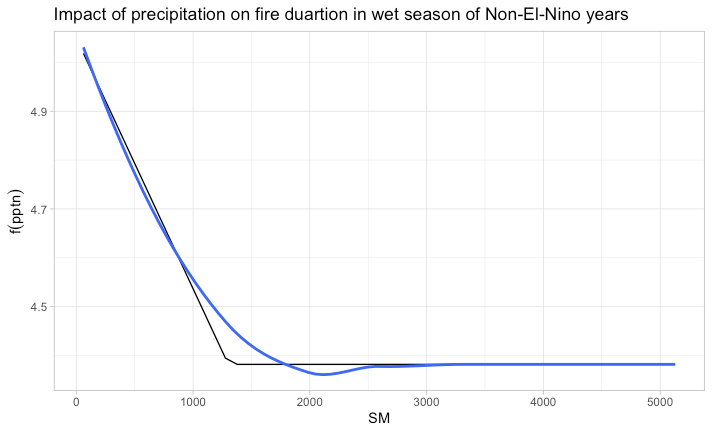 Impact of precipitation on fire duartion in wet season of Non-El-Nino years
4.9
4.7
4.5
f(pptn)
0 1000 2000 3000 4000 5000
SM